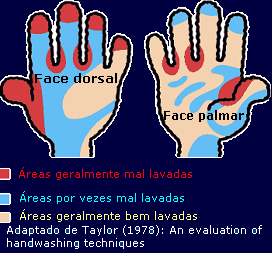 Face dorsal
Face palmar
Áreas geralmente mal lavadas
Áreas por vezes mal lavadas
Áreas geralmente bem lavadas
Adaptado de Taylor (1978): An evaluation of
handwashing techniques